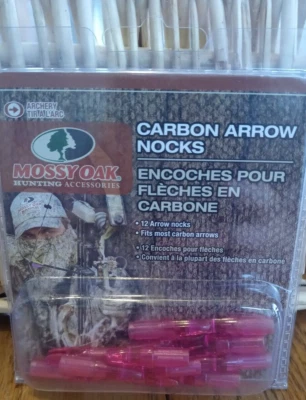 ARCHERY
TIR À L'ARC
MOSSY OAK
HUNTING ACCESSORIES
CARBON ARROW
NOCKS
ENCOCHES POUR
FLÈCHES EN
CARBONE
• 12 Arrow nocks
• Fits most carbon arrows
• 12 Encoches pour flèches
• Convient à la plupart des flèches en carbone